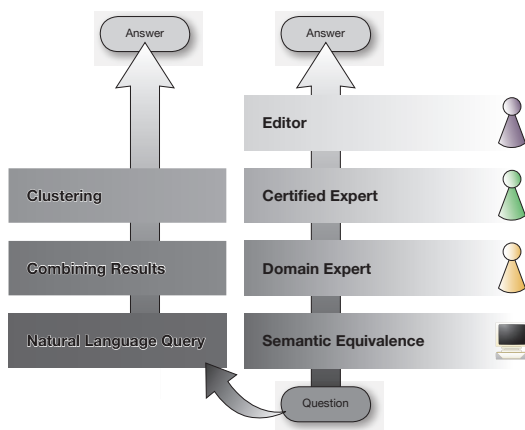 Answer
Answer
Editor
Clustering
Certified Expert
Combining Results
Domain Expert
Natural Language Query
Semantic Equivalence
Question